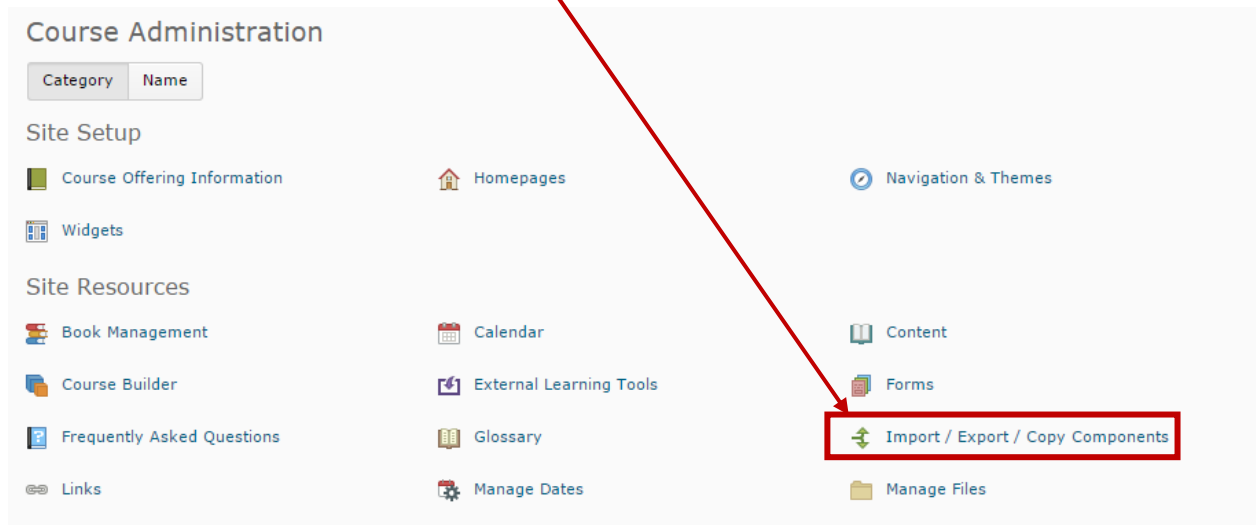 Course Administration
Category Name
Site Setup
Course Offering Information Homepages Navigation & Themes
Widgets
Site Resources
Book Management Calendar Content
Course Builder External Learning Tools Forms
Frequently Asked Questions Glossary Import / Export / Copy Components
Links Manage Dates Manage Files